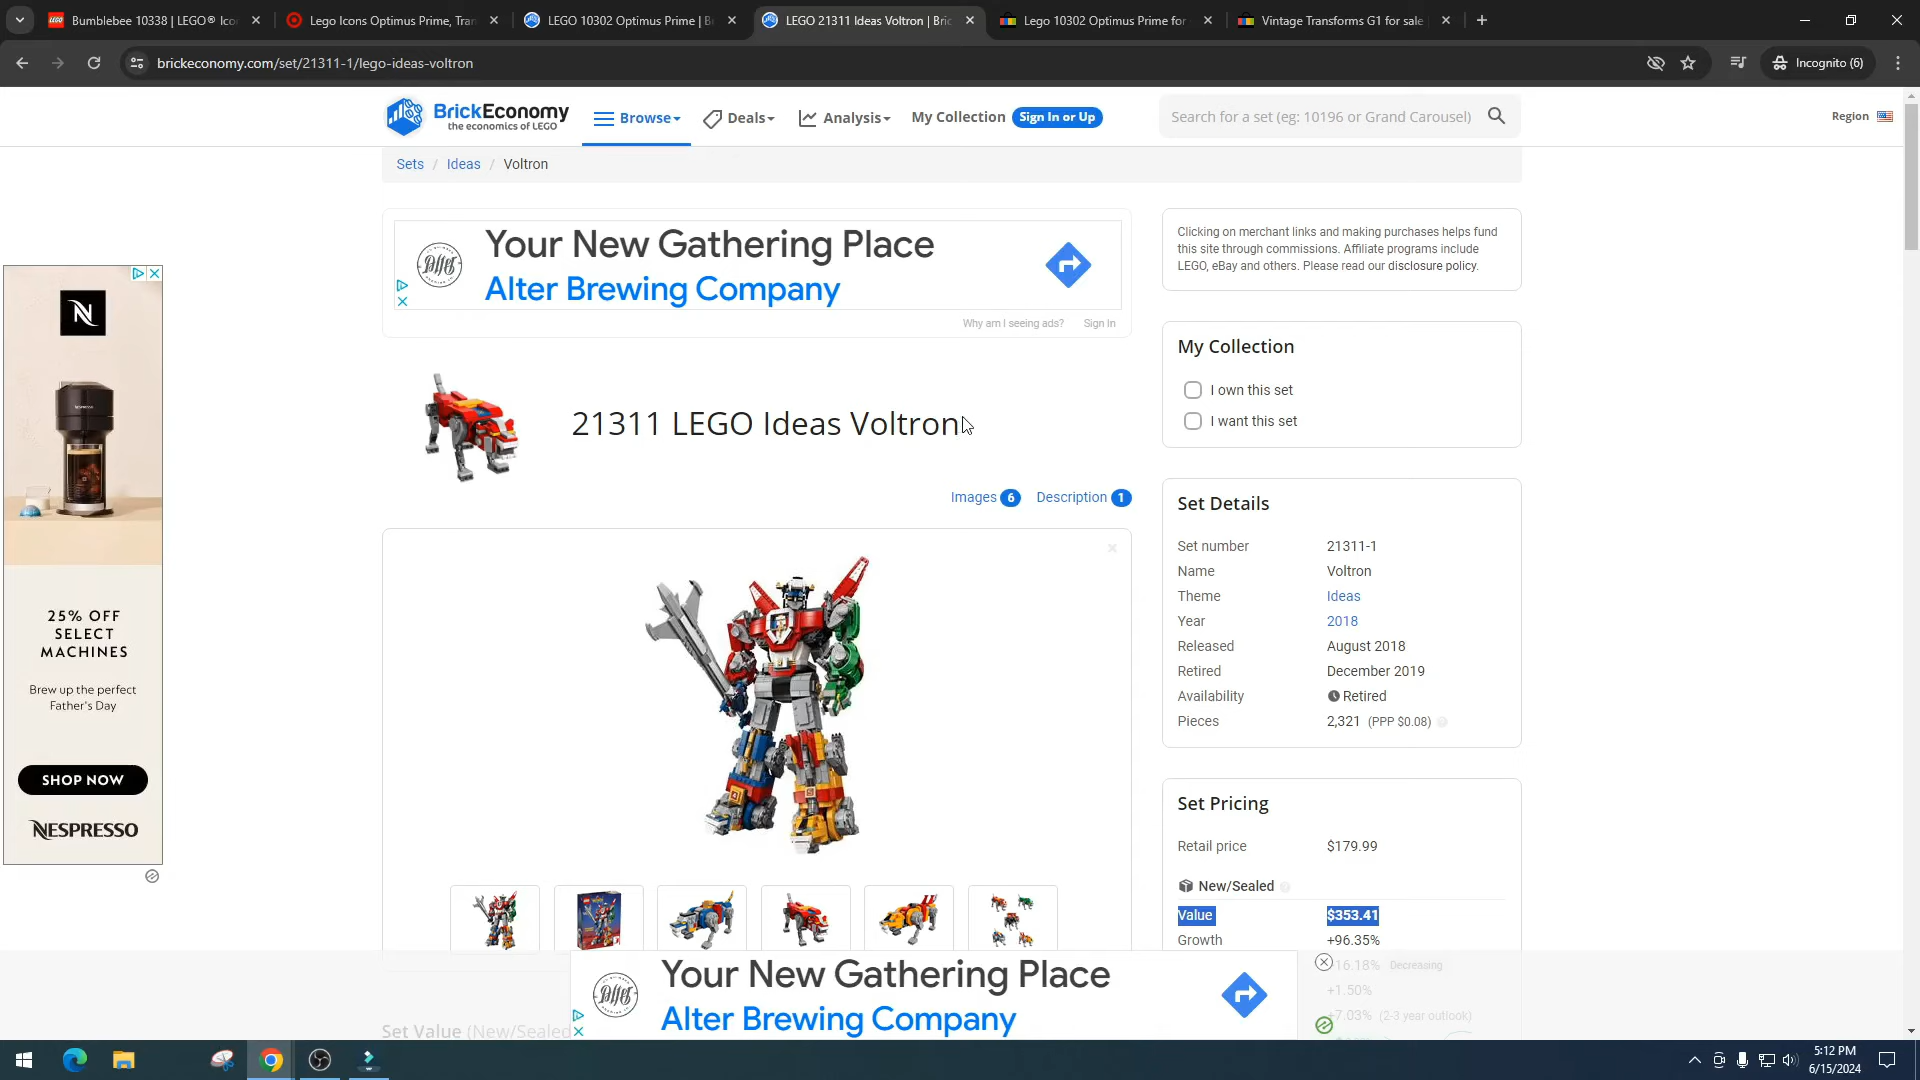 Bumblebee 10338 | LEGO® Ico
Lego Icons Optimus Prime, Tran
LEGO 10302 Optimus Prime | B
LEGO 21311 Ideas Voltron | Bric
Lego 10302 Optimus Prime for
Vintage Transforms G1 for sale
brickeconomy.com/set/21311-1/lego-ideas-voltron
Incognito (6)
BrickEconomy
the economics of LEGO
Browse
Deals
Analysis
My Collection
Sign In or Up
Search for a set (eg: 10196 or Grand Carousel)
Region
Sets / Ideas / Voltron
Your New Gathering Place
Alter Brewing Company
Why am I seeing ads?
Sign in
Clicking on merchant links and making purchases helps fund
this site through commissions. Affiliate programs include
LEGO, eBay and others. Please read our disclosure policy.
My Collection
I own this set
I want this set
21311 LEGO Ideas Voltron
Images 6
Description 1
25% OFF
SELECT
MACHINES
Brew up the perfect
Father's Day
SHOP NOW
NESPRESSO
Set Details
Set number 21311-1
Name Voltron
Theme Ideas
Year 2018
Released August 2018
Retired December 2019
Availability Retired
Pieces 2,321 (PPP $0.08)
Set Pricing
Retail price $179.99
New/Sealed
Value $353.41
Growth +96.35%
16.18% Decreasing
+1.50%
+7.03% (2-3 year outlook)
Your New Gathering Place
Alter Brewing Company
Set Value (New/Sealed
5:12 PM
6/15/2024